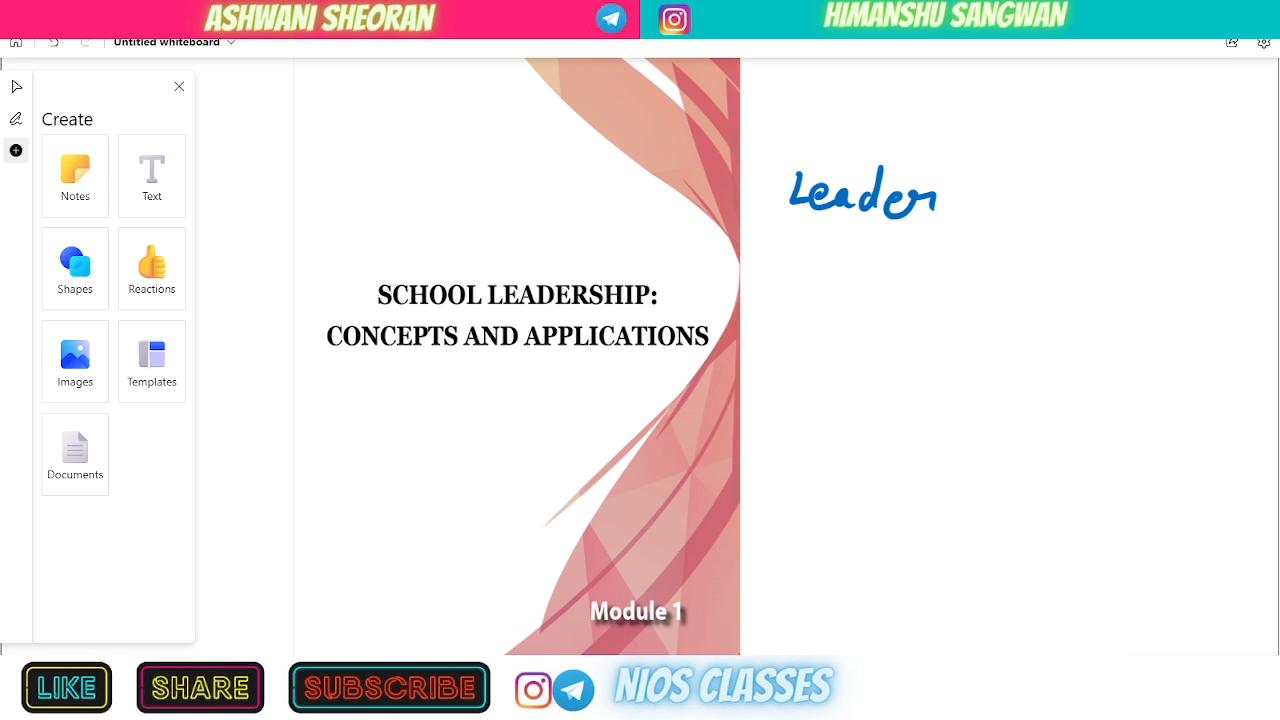 ASHWANI SHEORAN
HIMANSHU SANGWAN
Untitled whiteboard
Create
Notes
Text
Shapes
Reactions
Images
Templates
Documents
Leader
SCHOOL LEADERSHIP:
CONCEPTS AND APPLICATIONS
Module 1
LIKE
SHARE
SUBSCRIBE
NIOS CLASSES